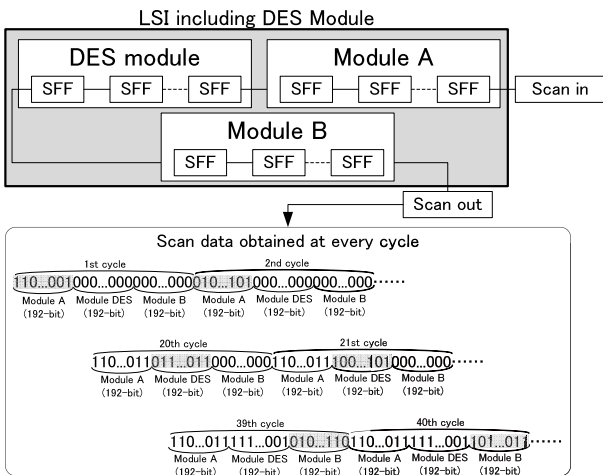 LSI including DES Module
DES module
Module A
SFF SFF SFF SFF SFF SFF Scan in
Module B
SFF SFF SFF
Scan out
Scan data obtained at every cycle
1st cycle 2nd cycle
110...001000...000000...000010...101000...000000...000......
Module A Module DES Module B Module A Module DES Module B
(192-bit) (192-bit) (192-bit) (192-bit) (192-bit) (192-bit)
20th cycle 21st cycle
110...011011...011000...000110...011100...101000...000......
Module A Module DES Module B Module A Module DES Module B
(192-bit) (192-bit) (192-bit) (192-bit) (192-bit) (192-bit)
39th cycle 40th cycle
110...011111...001010...110110...011111...001101...011......
Module A Module DES Module B Module A Module DES Module B
(192-bit) (192-bit) (192-bit) (192-bit) (192-bit) (192-bit)